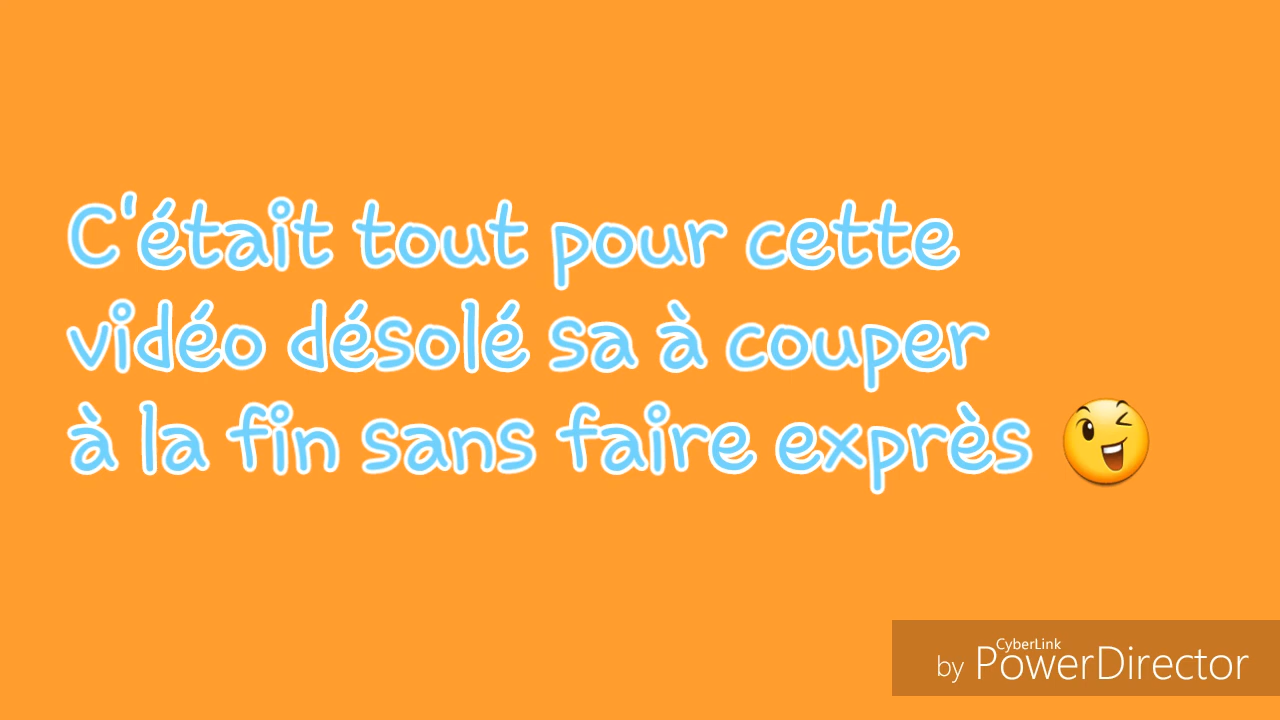 C'était tout pour cette
vidéo désolé sa à couper
à la fin sans faire exprès 😉
CyberLink
by PowerDirector